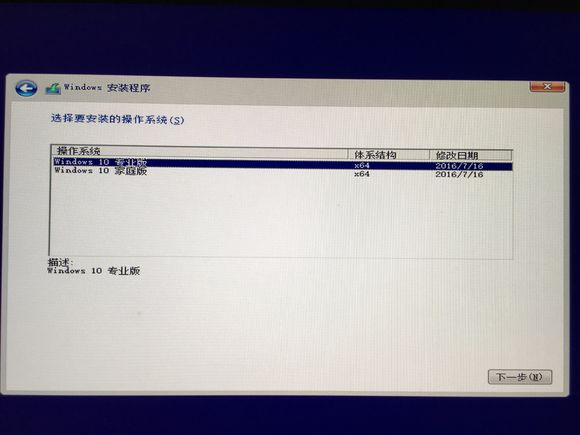 Windows 安装程序
选择要安装的操作系统(S)
操作系统 体系结构 修改日期
Windows 10 专业版 x64 2016/7/16
Windows 10 家庭版 x64 2016/7/16
描述:
Windows 10 专业版
下一步(N)